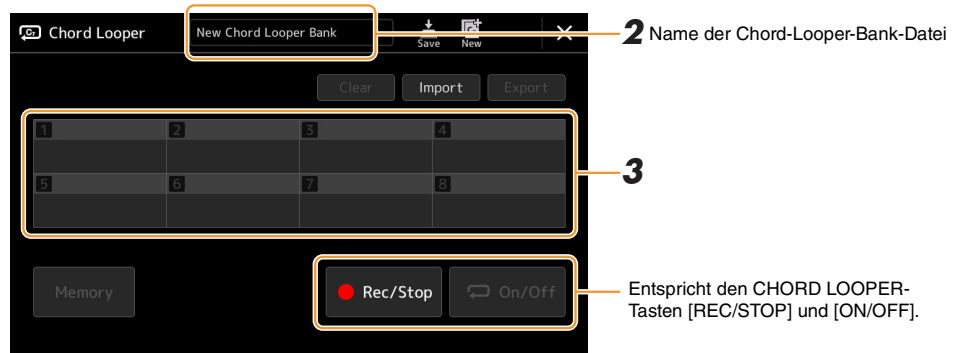 Chord Looper
New Chord Looper Bank
Save
New
2 Name der Chord-Looper-Bank-Datei
Clear
Import
Export
1
2
3
4
3
5
6
7
8
Memory
Rec/Stop
On/Off
Entspricht den CHORD LOOPER-
Tasten [REC/STOP] und [ON/OFF].